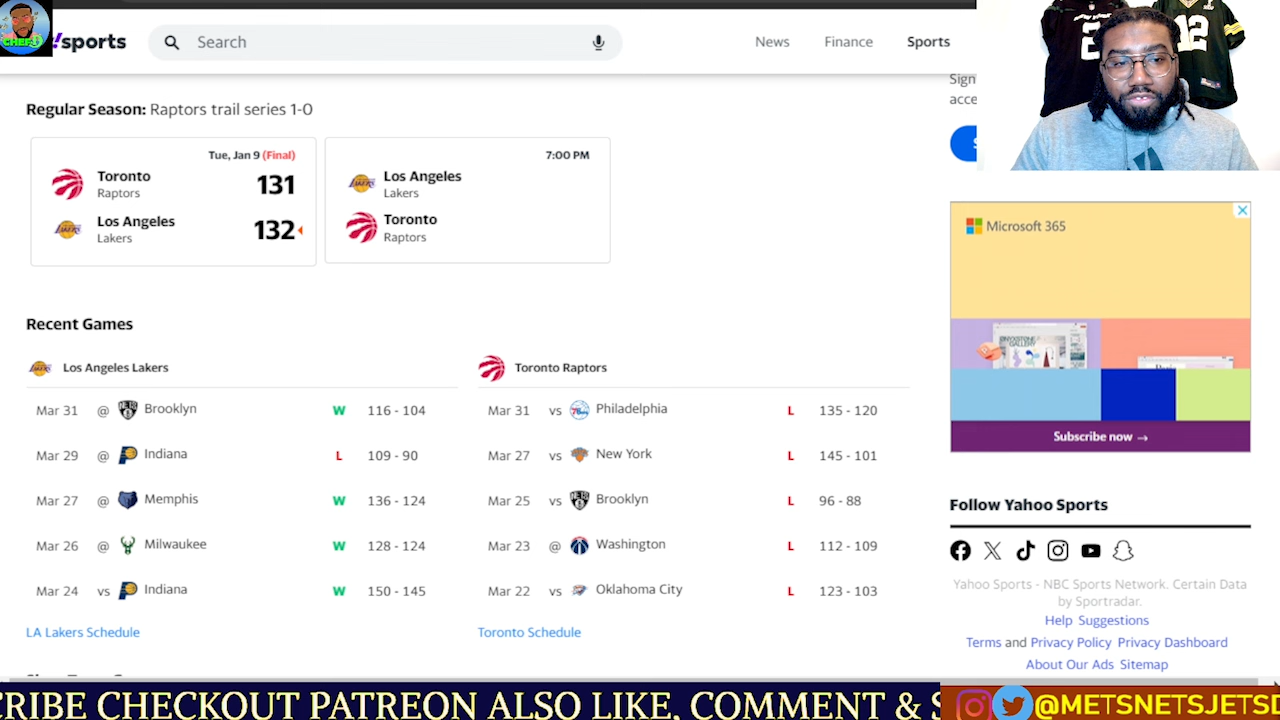 CHEF
!sports
Search
News Finance Sports
Regular Season: Raptors trail series 1-0
Tue, Jan 9 (Final)
Toronto
Raptors
131
Los Angeles
Lakers
132
7:00 PM
Los Angeles
Lakers
Toronto
Raptors
Sign
acce
Microsoft 365
Subscribe now →
Recent Games
Los Angeles Lakers
Mar 31 @ Brooklyn W 116 - 104
Mar 29 @ Indiana L 109 - 90
Mar 27 @ Memphis W 136 - 124
Mar 26 @ Milwaukee W 128 - 124
Mar 24 vs Indiana W 150 - 145
LA Lakers Schedule
Toronto Raptors
Mar 31 vs Philadelphia L 135 - 120
Mar 27 vs New York L 145 - 101
Mar 25 vs Brooklyn L 96 - 88
Mar 23 @ Washington L 112 - 109
Mar 22 vs Oklahoma City L 123 - 103
Toronto Schedule
Follow Yahoo Sports
Yahoo Sports - NBC Sports Network. Certain Data
by Sportradar.
Help Suggestions
Terms and Privacy Policy Privacy Dashboard
About Our Ads Sitemap
12
CRIBE CHECKOUT PATREON ALSO LIKE, COMMENT & S
@METSNETSJETSD